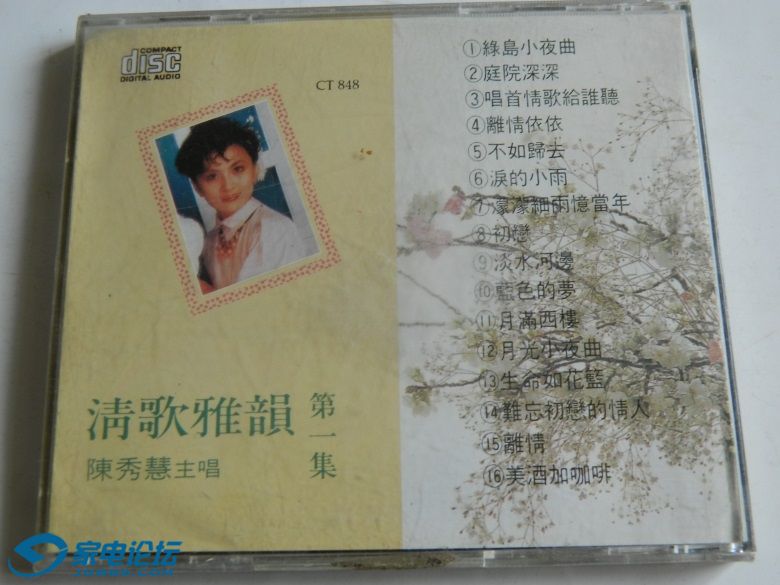 COMPACT
disc
DIGITAL AUDIO
CT 848
清歌雅韻
第一集
陳秀慧主唱
①綠島小夜曲
②庭院深深
③唱首情歌給誰聽
④離情依依
⑤不如歸去
⑥淚的小雨
⑦濛濛細雨憶當年
⑧初戀
⑨淡水河邊
⑩藍色的夢
⑪月滿西樓
⑫月光小夜曲
⑬生命如花籃
⑭難忘初戀的情人
⑮離情
⑯美酒加咖啡
家电论坛